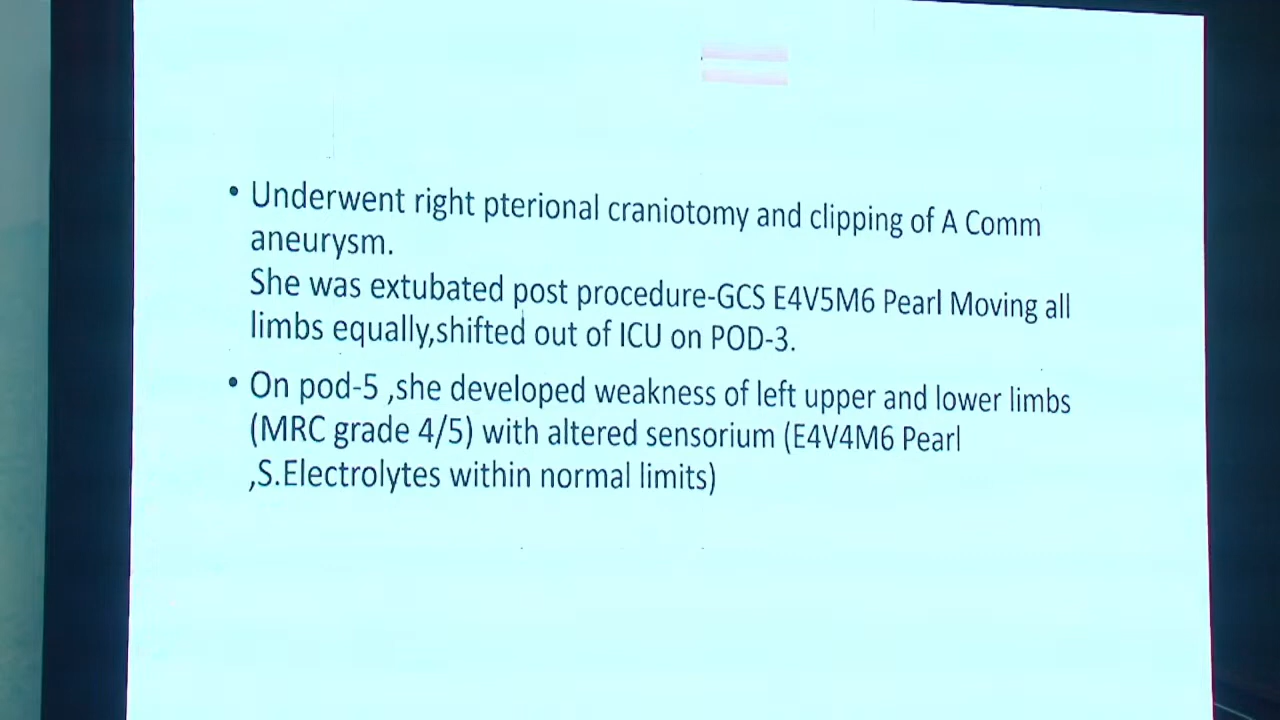 • Underwent right pterional craniotomy and clipping of A Comm
aneurysm.
She was extubated post procedure-GCS E4V5M6 Pearl Moving all
limbs equally,shifted out of ICU on POD-3.
• On pod-5 ,she developed weakness of left upper and lower limbs
(MRC grade 4/5) with altered sensorium (E4V4M6 Pearl
,S.Electrolytes within normal limits)